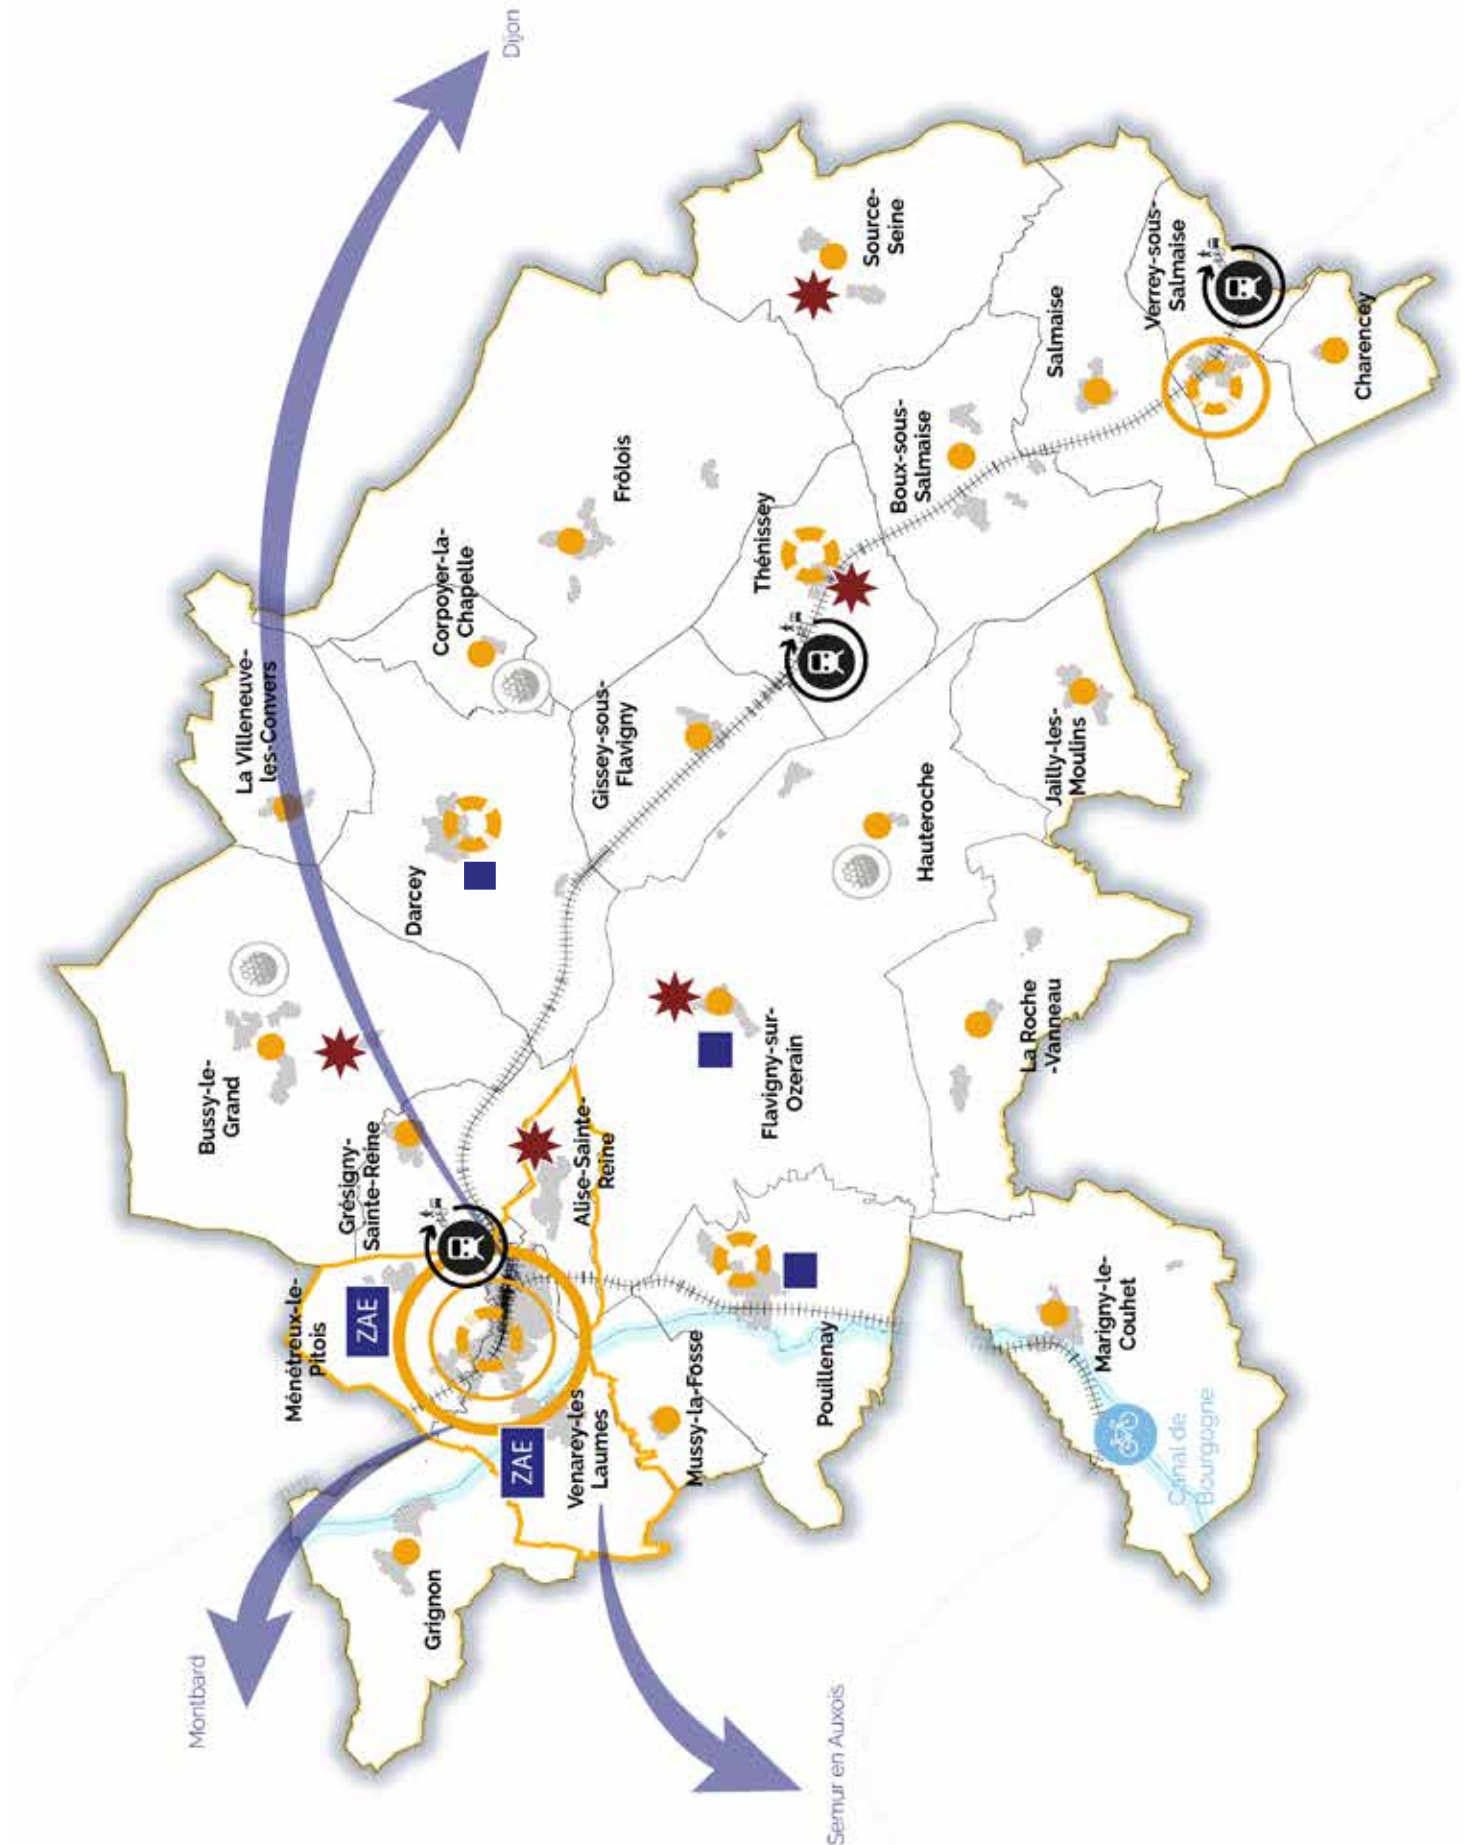 Montbard
Dijon
Semur en Auxois
Grignon
Ménétreux-le-
Pitois
ZAE
ZAE
Venarey-les
Laumes
Grésigny-
Sainte-Reine
Bussy-le-
Grand
La Villeneuve-
les-Convers
Darcey
Corpoyer-la-
Chapelle
Frôlois
Source-
Seine
Alise-Sainte-
Reine
Mussy-la-Fosse
Pouillenay
Flavigny-sur-
Ozerain
Gissey-sous-
Flavigny
Thénissey
Boux-sous-
Salmaise
Salmaise
Verrey-sous-
Salmaise
Charencey
Hauteroche
Jailly-les-
Moulins
La Roche
-Vanneau
Marigny-le-
Couhet
Canal de
Bourgogne